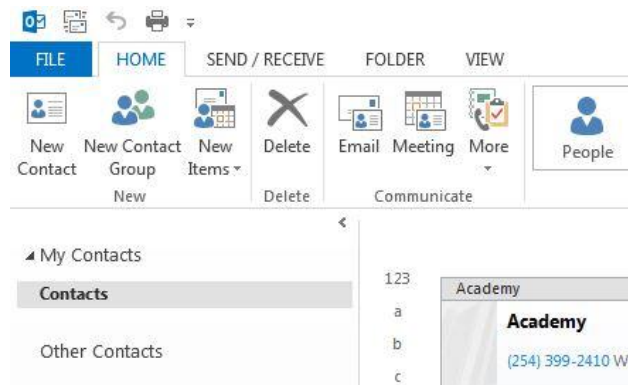 FILE HOME SEND / RECEIVE FOLDER VIEW
New Contact
New Contact Group
New Items
Delete
Email
Meeting
More
People
New Delete Communicate
My Contacts
Contacts
Other Contacts
123
a
b
c
Academy
Academy
(254) 399-2410 W